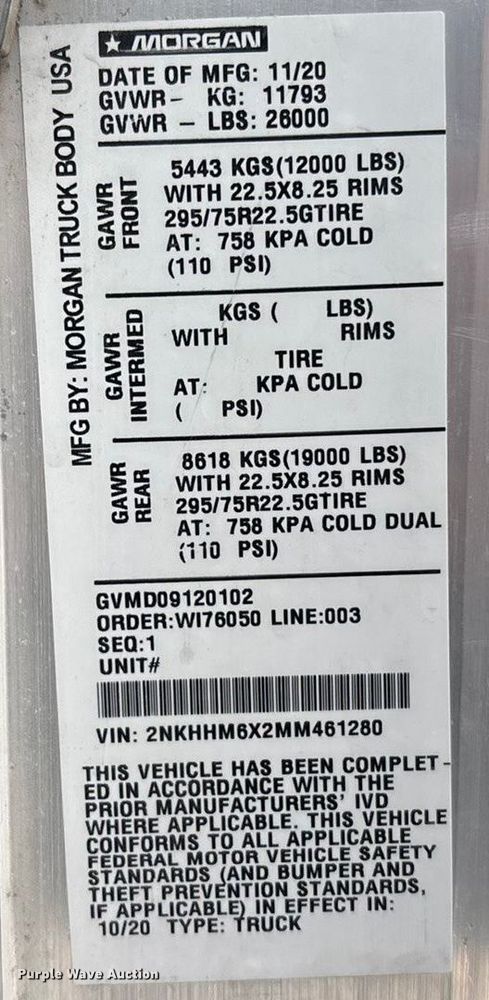 ★ MORGAN
MFG BY: MORGAN TRUCK BODY USA
DATE OF MFG: 11/20
GVWR- KG: 11793
GVWR - LBS: 26000
GAWR FRONT
5443 KGS(12000 LBS)
WITH 22.5X8.25 RIMS
295/75R22.5GTIRE
AT: 758 KPA COLD
(110 PSI)
GAWR INTERMED
KGS ( LBS)
WITH RIMS
TIRE
AT: KPA COLD
( PSI)
GAWR REAR
8618 KGS(19000 LBS)
WITH 22.5X8.25 RIMS
295/75R22.5GTIRE
AT: 758 KPA COLD DUAL
(110 PSI)
GVMD09120102
ORDER:WI76050 LINE:003
SEQ:1
UNIT#
VIN: 2NKHHM6X2MM461280
THIS VEHICLE HAS BEEN COMPLET-
ED IN ACCORDANCE WITH THE
PRIOR MANUFACTURERS' IVD
WHERE APPLICABLE. THIS VEHICLE
CONFORMS TO ALL APPLICABLE
FEDERAL MOTOR VEHICLE SAFETY
STANDARDS (AND BUMPER AND
THEFT PREVENTION STANDARDS,
IF APPLICABLE) IN EFFECT IN:
10/20 TYPE: TRUCK
Purple Wave Auction